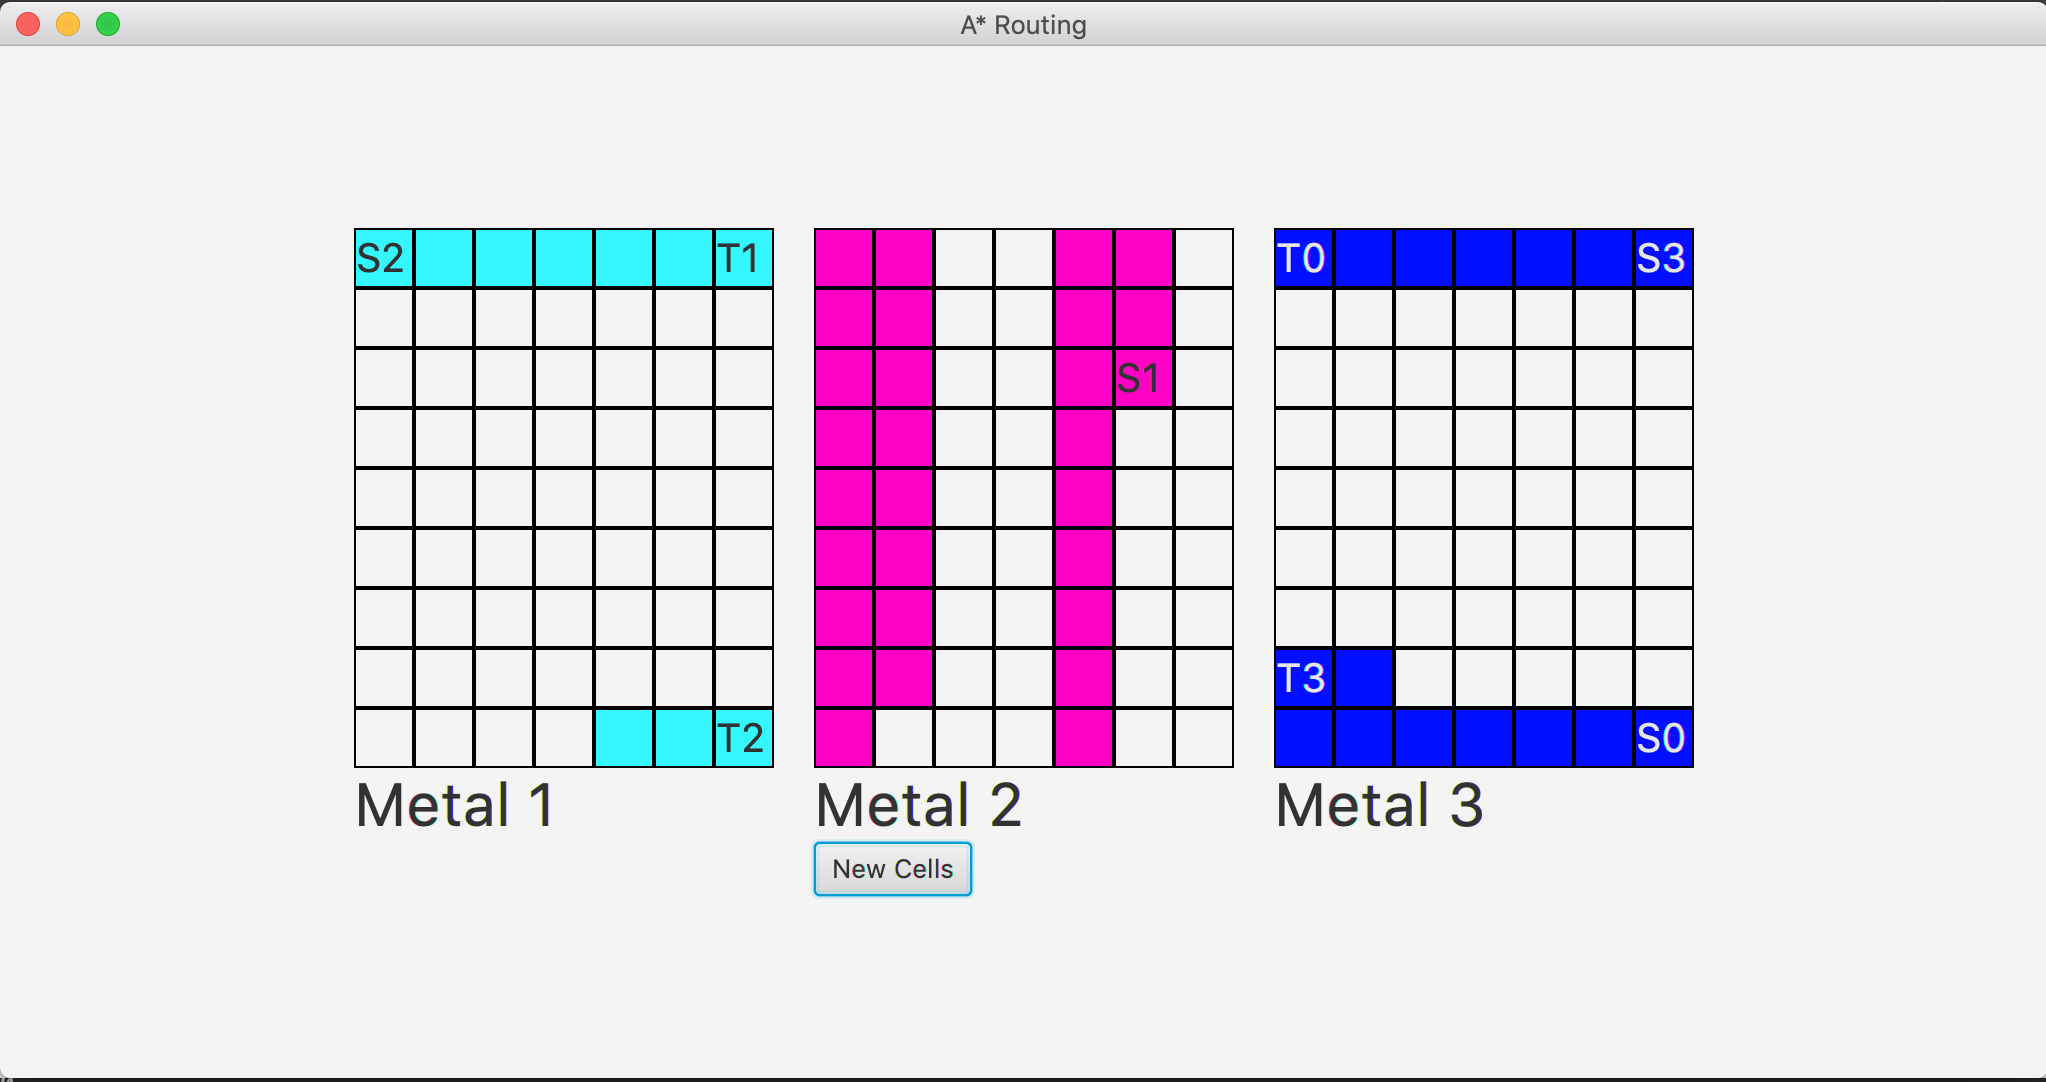 A* Routing
S2 T1 T0 S3
S1
T3
T2 S0
Metal 1 Metal 2 Metal 3
New Cells